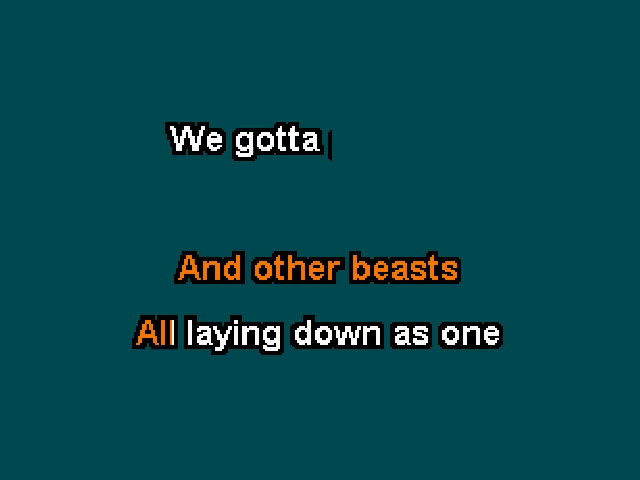 We gotta
And other beasts
All laying down as one